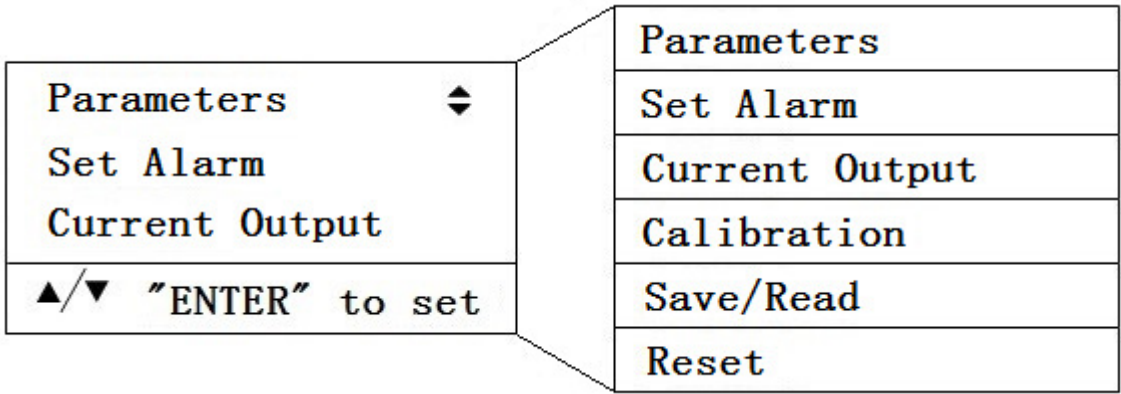 Parameters
Set Alarm
Current Output
▲/▼ ″ENTER″ to set
Parameters
Set Alarm
Current Output
Calibration
Save/Read
Reset